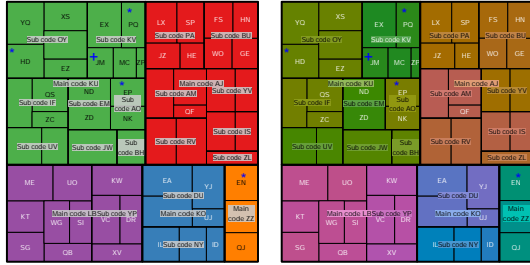 YQ XS EX PQ LX SP FS HN
Sub code OY Sub code KV Sub code PA Sub code BU
HD EZ JM MC ZF JZ HE WO GE
Main code KU Main code AJ
QS ND EP Sub code YV
Sub code IF Sub code EM Sub code AO Sub code AM
ZC ZD NK OF
Sub code UV Sub code JW Sub code BH Sub code RV Sub code IS
Sub code ZL
ME UO KW EA YJ EN
Sub code DU
KT Main code LB Sub code YP Main code KO UJ Main code ZZ
WG SI VC DR
SG QB XV Sub code NY ID QJ
YQ XS EX PQ LX SP FS HN
Sub code OY Sub code KV Sub code PA Sub code BU
HD EZ JM MC ZF JZ HE WO GE
Main code KU Main code AJ
QS ND EP Sub code YV
Sub code IF Sub code EM Sub code AO Sub code AM
ZC ZD NK OF
Sub code UV Sub code JW Sub code BH Sub code RV Sub code IS
Sub code ZL
ME UO KW EA YJ EN
Sub code DU
KT Main code LB Sub code YP Main code KO UJ Main code ZZ
WG SI VC DR
SG QB XV Sub code NY ID QJ